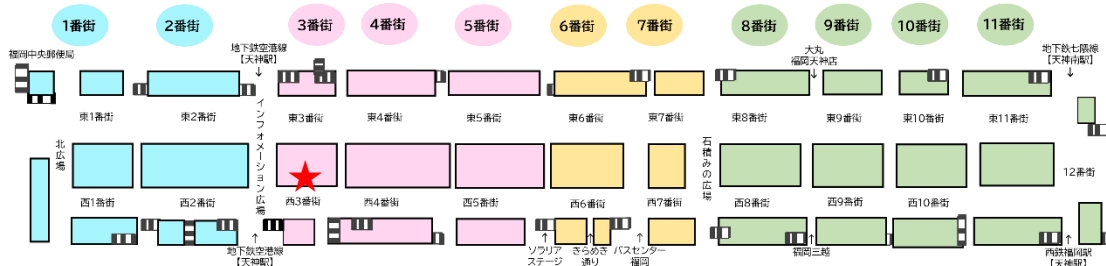 1番街
2番街
3番街
4番街
5番街
6番街
7番街
8番街
9番街
10番街
11番街
福岡中央郵便局
地下鉄空港線
【天神駅】
↓
大丸
福岡天神店
地下鉄七隈線
【天神南駅】
↓
東1番街
東2番街
東3番街
東4番街
東5番街
東6番街
東7番街
東8番街
東9番街
東10番街
東11番街
北広場
インフォメーション広場
石積みの広場
12番街
西1番街
西2番街
西3番街
西4番街
西5番街
西6番街
西7番街
西8番街
西9番街
西10番街
↑
地下鉄空港線
【天神駅】
↑
ソラリア
ステージ
↑
きらめき
通り
↑
バスセンター
福岡
↑
福岡三越
↑
西鉄福岡駅
【天神駅】